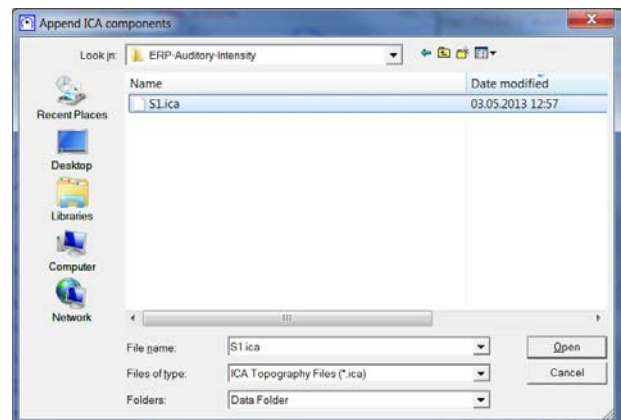 Append ICA components
Look in: ERP-Auditory-Intensity
Name Date modified
S1.ica 03.05.2013 12:57
Recent Places
Desktop
Libraries
Computer
Network
File name: S1.ica Open
Files of type: ICA Topography Files (*.ica) Cancel
Folders: Data Folder